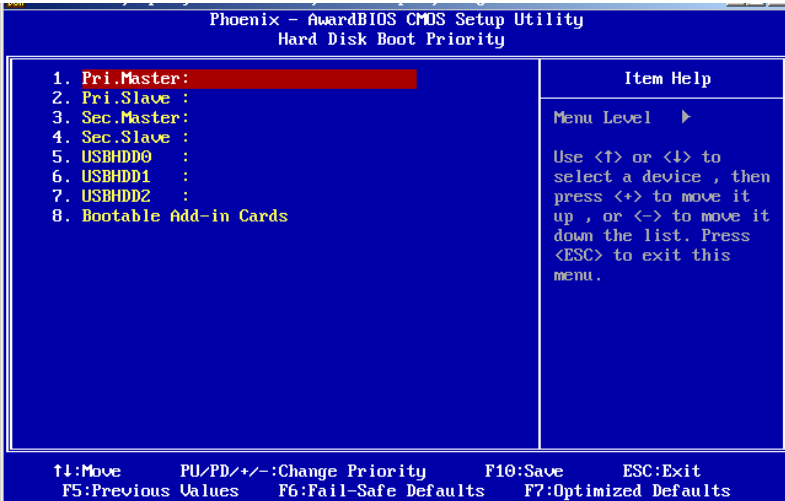 Phoenix - AwardBIOS CMOS Setup Utility
Hard Disk Boot Priority
1. Pri.Master:
2. Pri.Slave :
3. Sec.Master:
4. Sec.Slave :
5. USBHDD0 :
6. USBHDD1 :
7. USBHDD2 :
8. Bootable Add-in Cards
Item Help
Menu Level ▶
Use <↑> or <↓> to
select a device , then
press <+> to move it
up , or <-> to move it
down the list. Press
<ESC> to exit this
menu.
↑↓:Move PU/PD/+/-:Change Priority F10:Save ESC:Exit
F5:Previous Values F6:Fail-Safe Defaults F7:Optimized Defaults